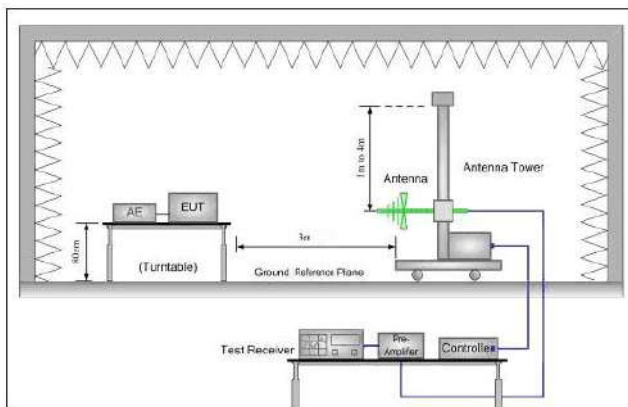 1m to 4m
Antenna Tower
Antenna
EUT
AE
3m
80cm
(Turntable)
Ground Reference Plane
Test Receiver
Pre-
Amplifier
Controller